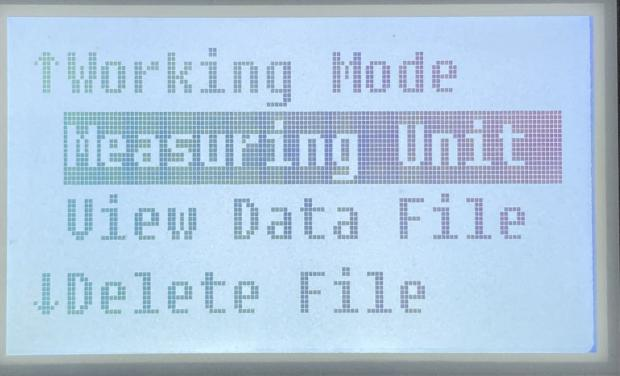 ↑Working Mode
Measuring Unit
View Data File
↓Delete File